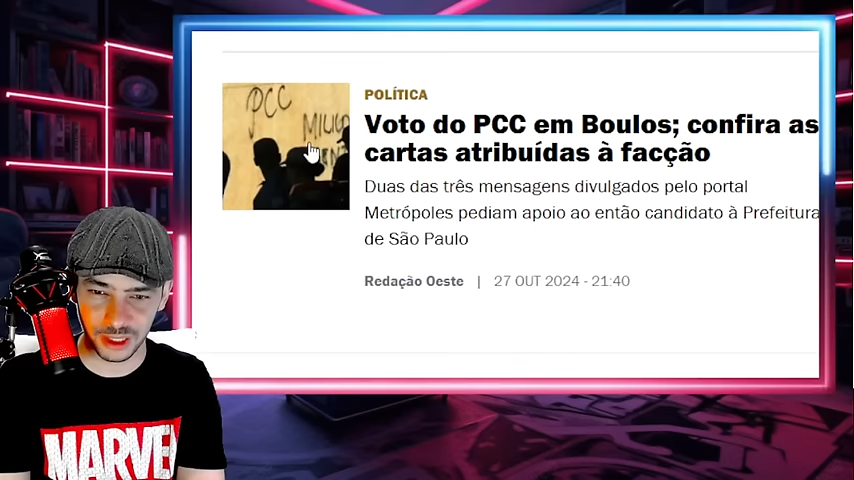 POLÍTICA
Voto do PCC em Boulos; confira as
cartas atribuídas à facção
Duas das três mensagens divulgados pelo portal
Metrópoles pediam apoio ao então candidato à Prefeitura
de São Paulo
Redação Oeste | 27 OUT 2024 - 21:40
PCC
MARVEL